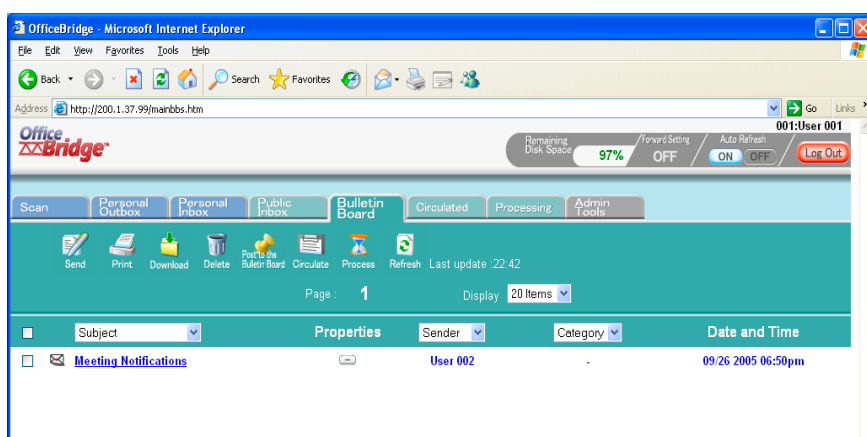 OfficeBridge - Microsoft Internet Explorer
File Edit View Favorites Tools Help
Back Search Favorites
Address http://200.1.37.99/mainbbs.htm Go Links
001:User 001
Office Bridge™
Remaining Disk Space 97% Forward Setting OFF Auto Refresh ON OFF Log Out
Scan Personal Outbox Personal Inbox Public Inbox Bulletin Board Circulated Processing Admin Tools
Send Print Download Delete Post to the Bulletin Board Circulate Process Refresh Last update :22:42
Page : 1 Display 20 Items
Subject Properties Sender Category Date and Time
Meeting Notifications User 002 - 09/26 2005 06:50pm